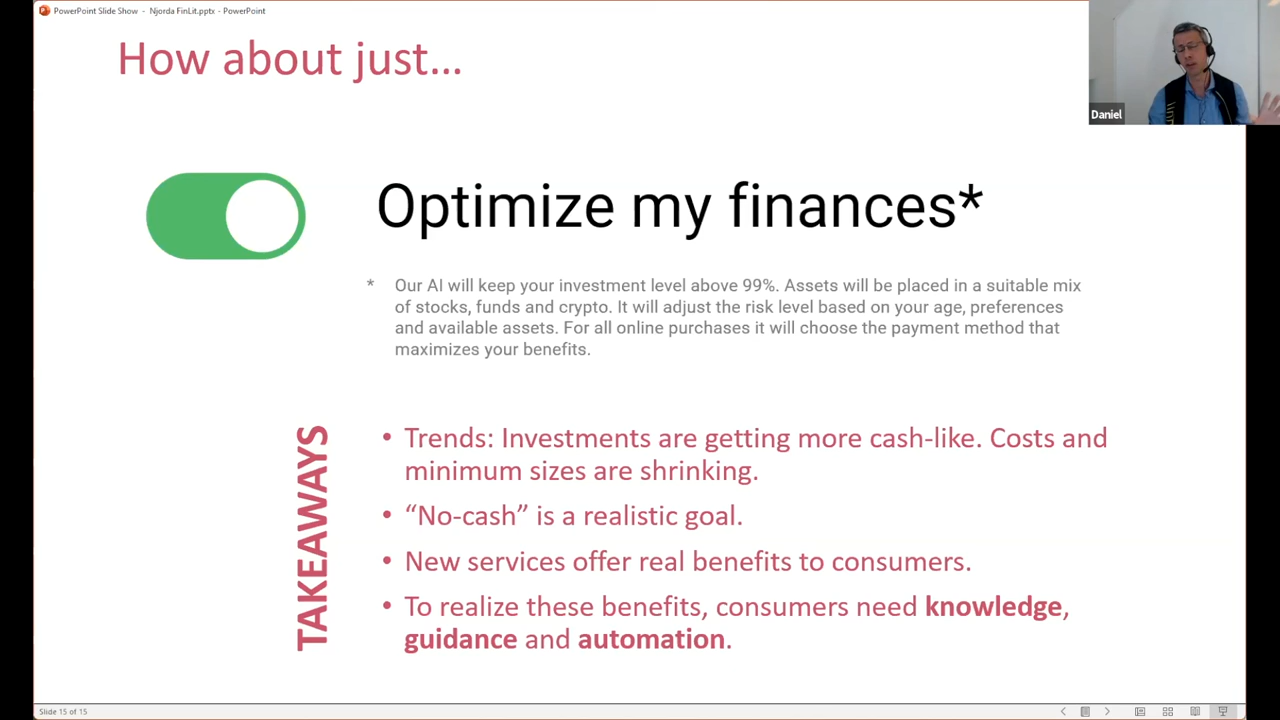 PowerPoint Slide Show - Njorda FinLit.pptx - PowerPoint
How about just...
Daniel
Optimize my finances*
* Our AI will keep your investment level above 99%. Assets will be placed in a suitable mix
of stocks, funds and crypto. It will adjust the risk level based on your age, preferences
and available assets. For all online purchases it will choose the payment method that
maximizes your benefits.
TAKEAWAYS
• Trends: Investments are getting more cash-like. Costs and
minimum sizes are shrinking.
• “No-cash” is a realistic goal.
• New services offer real benefits to consumers.
• To realize these benefits, consumers need knowledge,
guidance and automation.
Slide 15 of 15